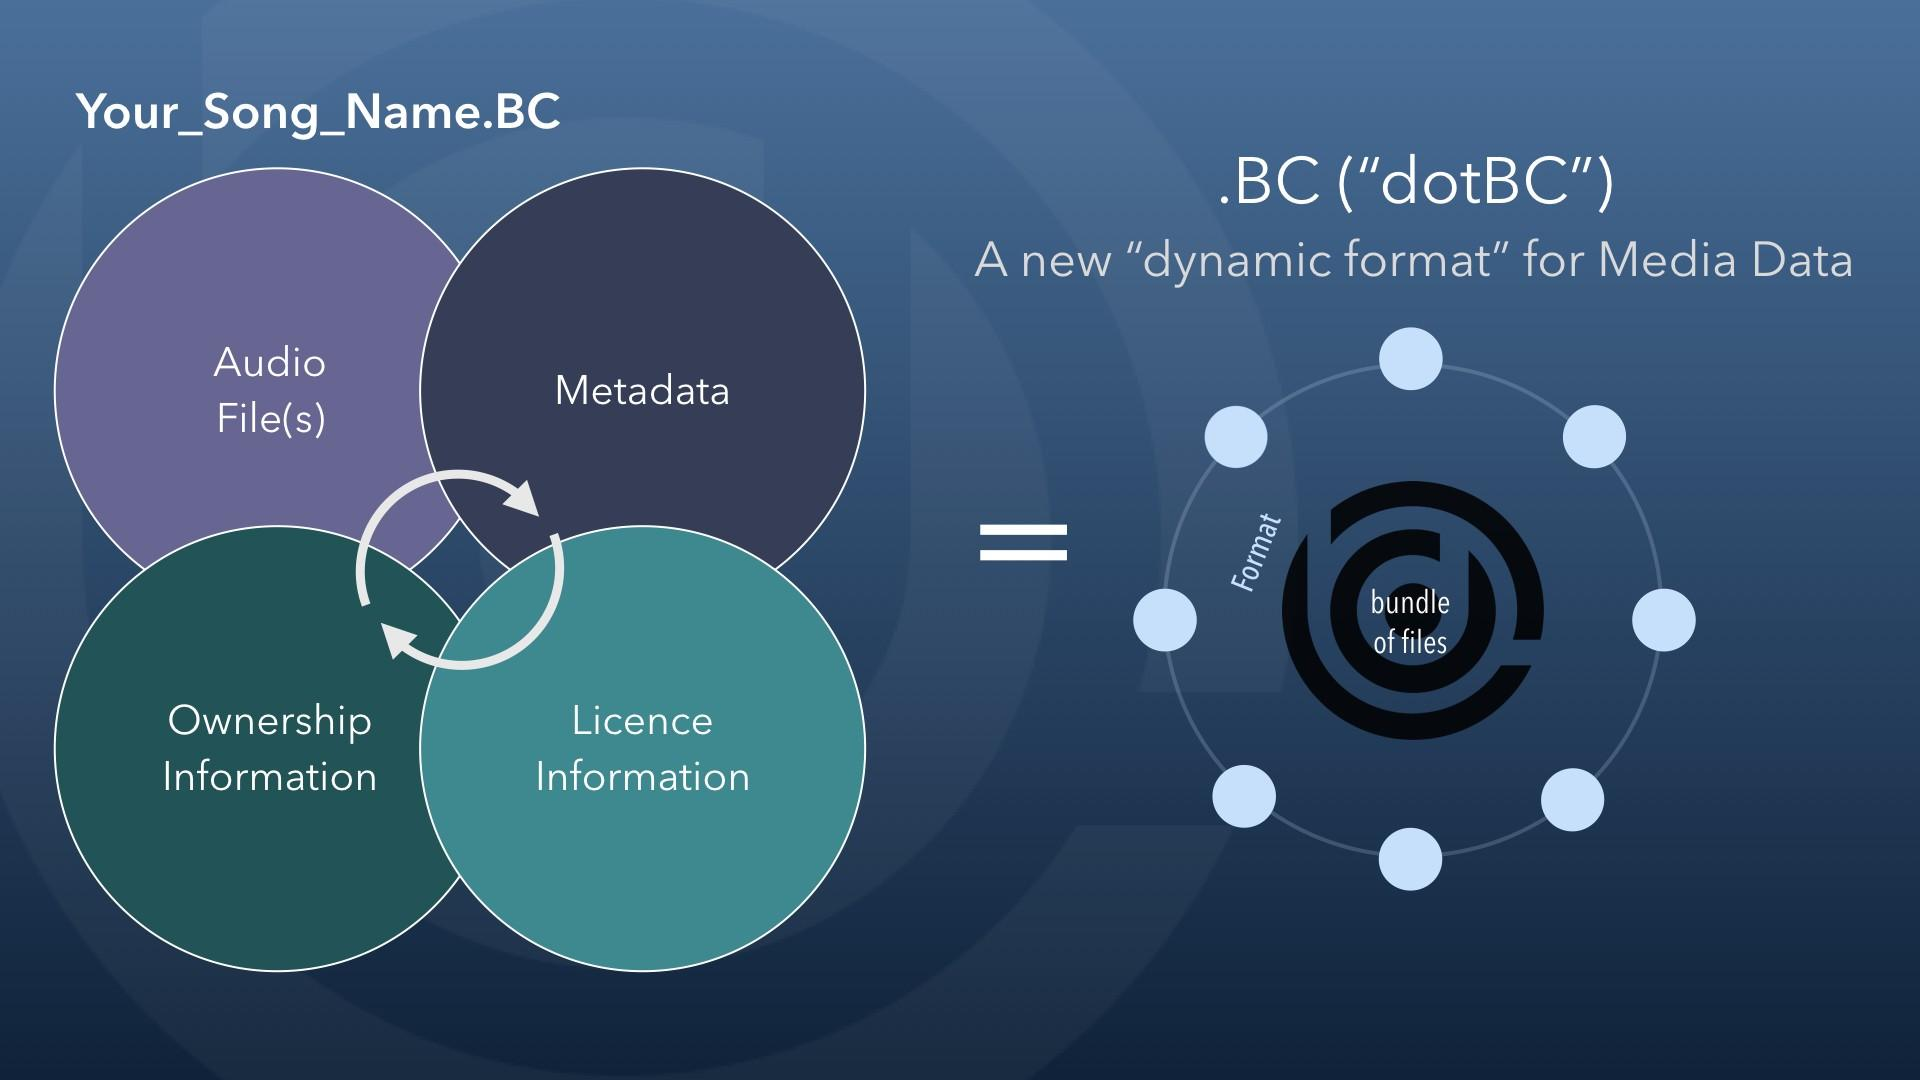 Your_Song_Name.BC
Audio
File(s)
Metadata
Ownership
Information
Licence
Information
=
.BC (“dotBC”)
A new “dynamic format” for Media Data
Format
bundle
of files